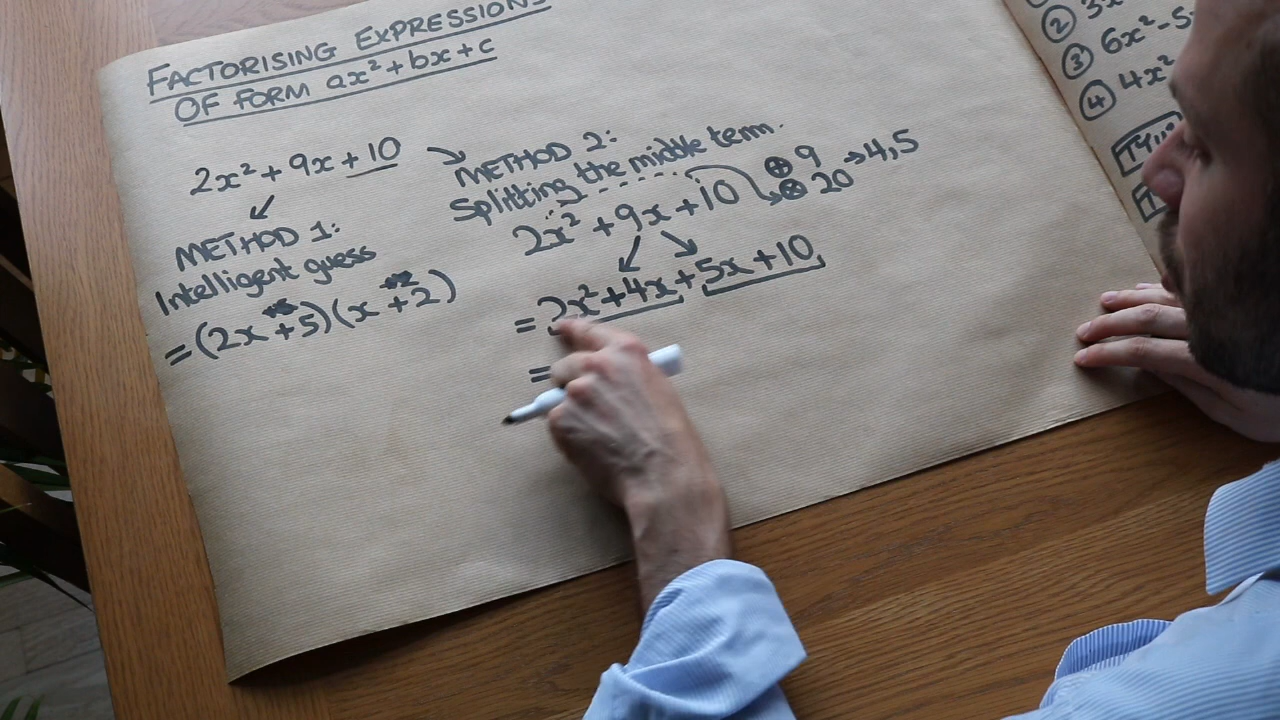 FACTORISING EXPRESSIONS
OF FORM ax² + bx + c
2x² + 9x + 10
METHOD 1:
Intelligent guess
= (2x + 5)(x + 2)
METHOD 2:
Splitting the middle term.
2x² + 9x + 10
⊕ 9
⊗ 20 → 4, 5
= 2x² + 4x + 5x + 10
=
② 3x
③ 6x² - 5
④ 4x²